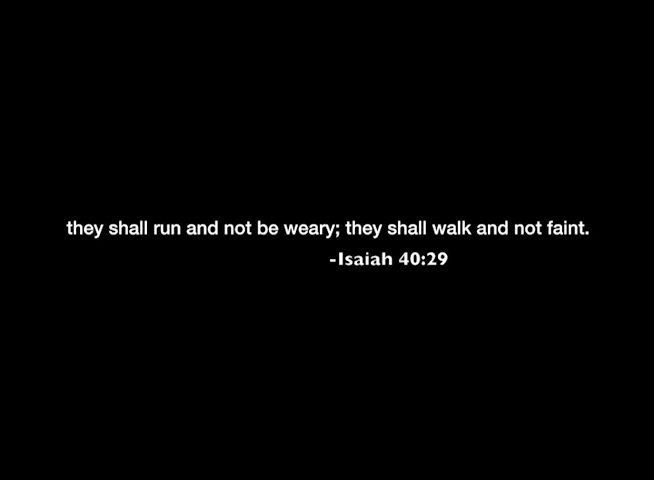 they shall run and not be weary; they shall walk and not faint.
-Isaiah 40:29